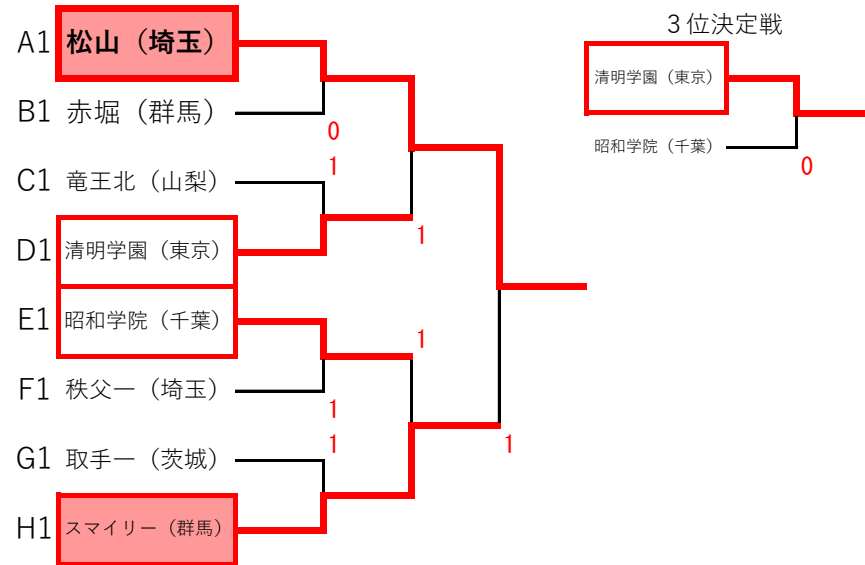 3位決定戦
A1 松山（埼玉）
清明学園（東京）
B1 赤堀（群馬）
0
昭和学院（千葉）
0
1
C1 竜王北（山梨）
D1 清明学園（東京）
1
E1 昭和学院（千葉）
1
F1 秩父一（埼玉）
1
1
1
G1 取手一（茨城）
H1 スマイリー（群馬）